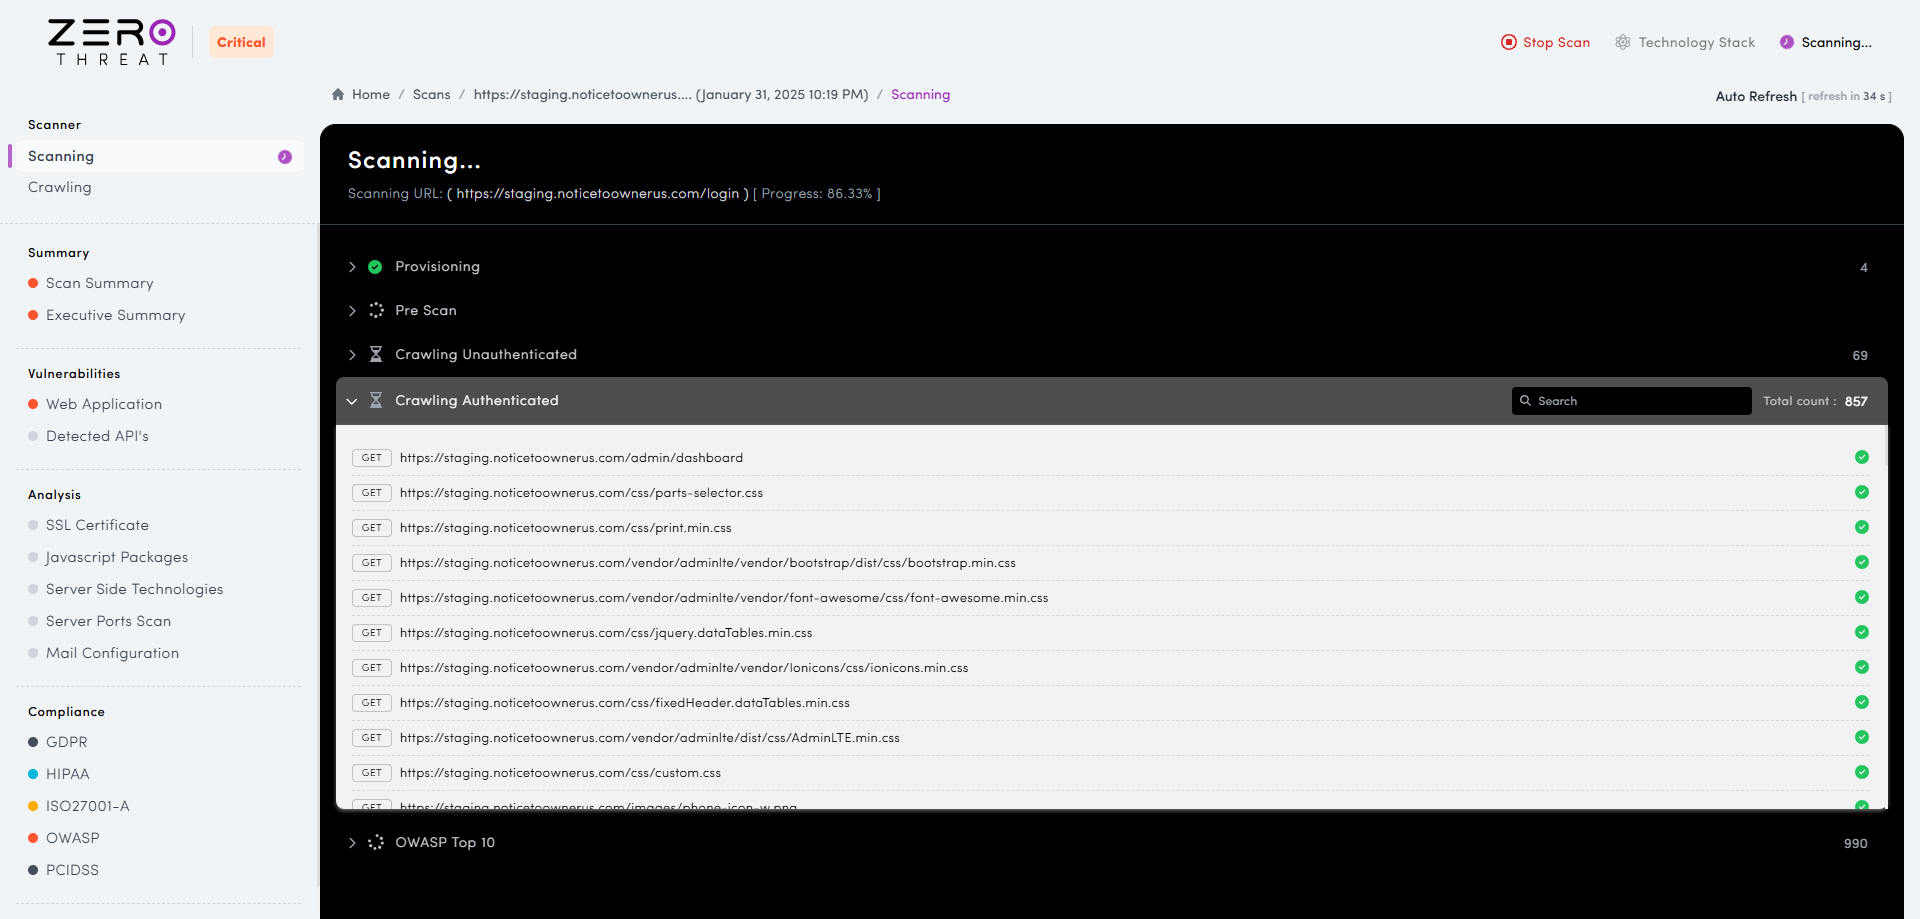 ZERO
THREAT
Critical
Stop Scan
Technology Stack
Scanning...
Home / Scans / https://staging.noticetoownerus.... (January 31, 2025 10:19 PM) / Scanning
Auto Refresh [ refresh in 34 s ]
Scanner
Scanning
Crawling
Summary
Scan Summary
Executive Summary
Vulnerabilities
Web Application
Detected API's
Analysis
SSL Certificate
Javascript Packages
Server Side Technologies
Server Ports Scan
Mail Configuration
Compliance
GDPR
HIPAA
ISO27001-A
OWASP
PCIDSS
Scanning...
Scanning URL: ( https://staging.noticetoownerus.com/login ) [ Progress: 86.33% ]
Provisioning 4
Pre Scan
Crawling Unauthenticated 69
Crawling Authenticated Search Total count : 857
GET https://staging.noticetoownerus.com/admin/dashboard
GET https://staging.noticetoownerus.com/css/parts-selector.css
GET https://staging.noticetoownerus.com/css/print.min.css
GET https://staging.noticetoownerus.com/vendor/adminlte/vendor/bootstrap/dist/css/bootstrap.min.css
GET https://staging.noticetoownerus.com/vendor/adminlte/vendor/font-awesome/css/font-awesome.min.css
GET https://staging.noticetoownerus.com/css/jquery.dataTables.min.css
GET https://staging.noticetoownerus.com/vendor/adminlte/vendor/Ionicons/css/ionicons.min.css
GET https://staging.noticetoownerus.com/css/fixedHeader.dataTables.min.css
GET https://staging.noticetoownerus.com/vendor/adminlte/dist/css/AdminLTE.min.css
GET https://staging.noticetoownerus.com/css/custom.css
GET https://staging.noticetoownerus.com/images/phone-icon-w.png
OWASP Top 10 990